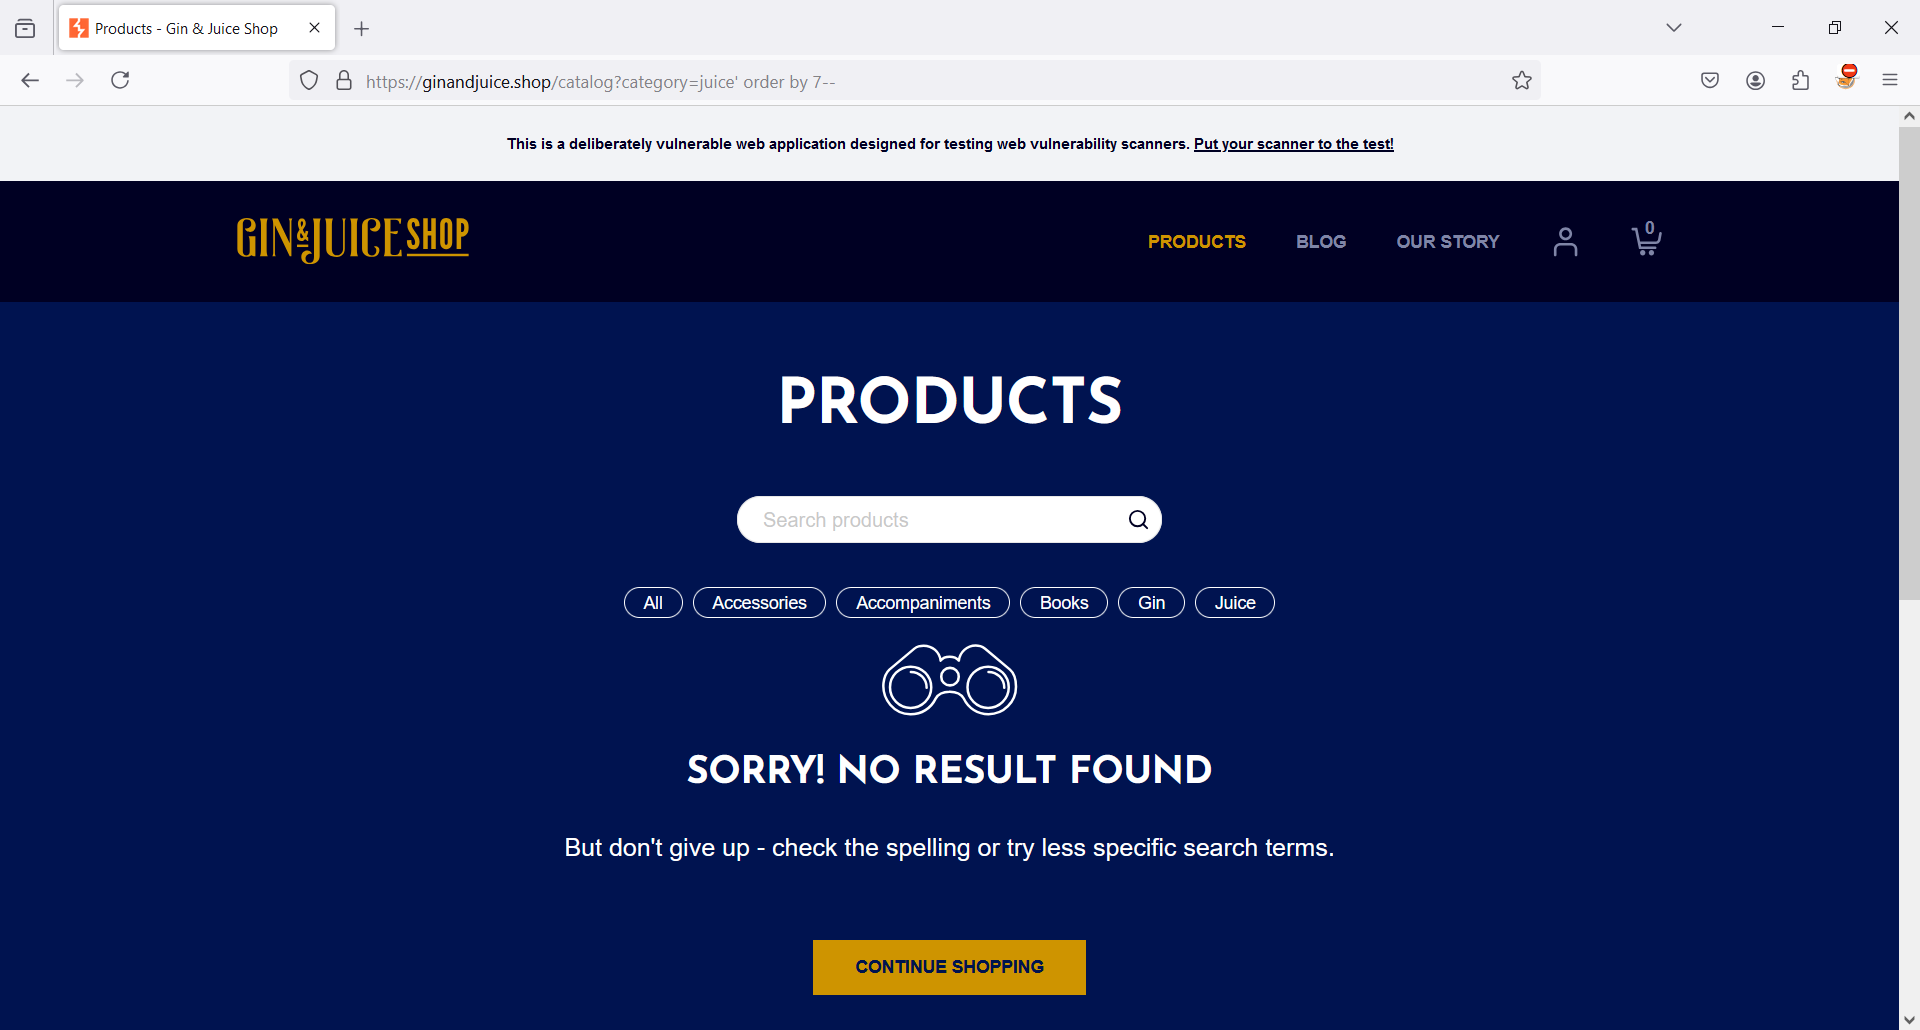 Products - Gin & Juice Shop
https://ginandjuice.shop/catalog?category=juice' order by 7--
This is a deliberately vulnerable web application designed for testing web vulnerability scanners. Put your scanner to the test!
GIN & JUICE SHOP
PRODUCTS
BLOG
OUR STORY
0
PRODUCTS
Search products
All
Accessories
Accompaniments
Books
Gin
Juice
SORRY! NO RESULT FOUND
But don't give up - check the spelling or try less specific search terms.
CONTINUE SHOPPING